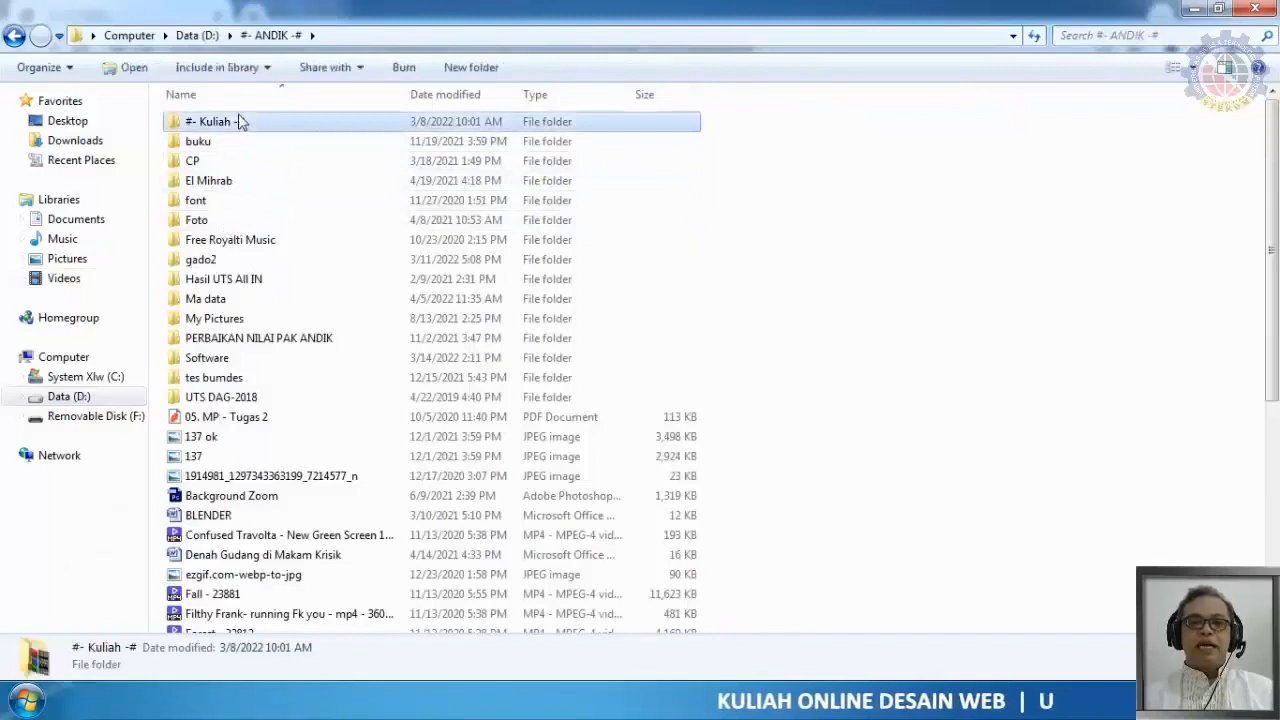 Computer Data (D:) #- ANDIK -# Search #- ANDIK -#
Organize Open Include in library Share with Burn New folder
Favorites
Desktop
Downloads
Recent Places
Libraries
Documents
Music
Pictures
Videos
Homegroup
Computer
System Xlw (C:)
Data (D:)
Removable Disk (F:)
Network
Name Date modified Type Size
#- Kuliah - 3/8/2022 10:01 AM File folder
buku 11/19/2021 3:59 PM File folder
CP 3/18/2021 1:49 PM File folder
El Mihrab 4/19/2021 4:18 PM File folder
font 11/27/2020 1:51 PM File folder
Foto 4/8/2021 10:53 AM File folder
Free Royalti Music 10/23/2020 2:15 PM File folder
gado2 3/11/2022 5:08 PM File folder
Hasil UTS All IN 2/9/2021 2:31 PM File folder
Ma data 4/5/2022 11:35 AM File folder
My Pictures 8/13/2021 2:25 PM File folder
PERBAIKAN NILAI PAK ANDIK 11/2/2021 3:47 PM File folder
Software 3/14/2022 2:11 PM File folder
tes bumdes 12/15/2021 5:43 PM File folder
UTS DAG-2018 4/22/2019 4:40 PM File folder
05. MP - Tugas 2 10/5/2020 11:40 PM PDF Document 113 KB
137 ok 12/1/2021 3:59 PM JPEG image 3,498 KB
137 12/1/2021 3:59 PM JPEG image 2,924 KB
1914981_1297343363199_7214577_n 12/17/2020 3:07 PM JPEG image 23 KB
Background Zoom 6/9/2021 2:39 PM Adobe Photoshop... 1,319 KB
BLENDER 3/10/2021 5:10 PM Microsoft Office ... 12 KB
Confused Travolta - New Green Screen 1... 11/13/2020 5:38 PM MP4 - MPEG-4 vid... 193 KB
Denah Gudang di Makam Krisik 4/14/2021 4:33 PM Microsoft Office ... 16 KB
ezgif.com-webp-to-jpg 12/23/2020 1:58 PM JPEG image 90 KB
Fall - 23881 11/13/2020 5:55 PM MP4 - MPEG-4 vid... 11,623 KB
Filthy Frank- running Fk you - mp4 - 360... 11/13/2020 5:38 PM MP4 - MPEG-4 vid... 481 KB
#- Kuliah -# Date modified: 3/8/2022 10:01 AM
File folder
KULIAH ONLINE DESAIN WEB | U